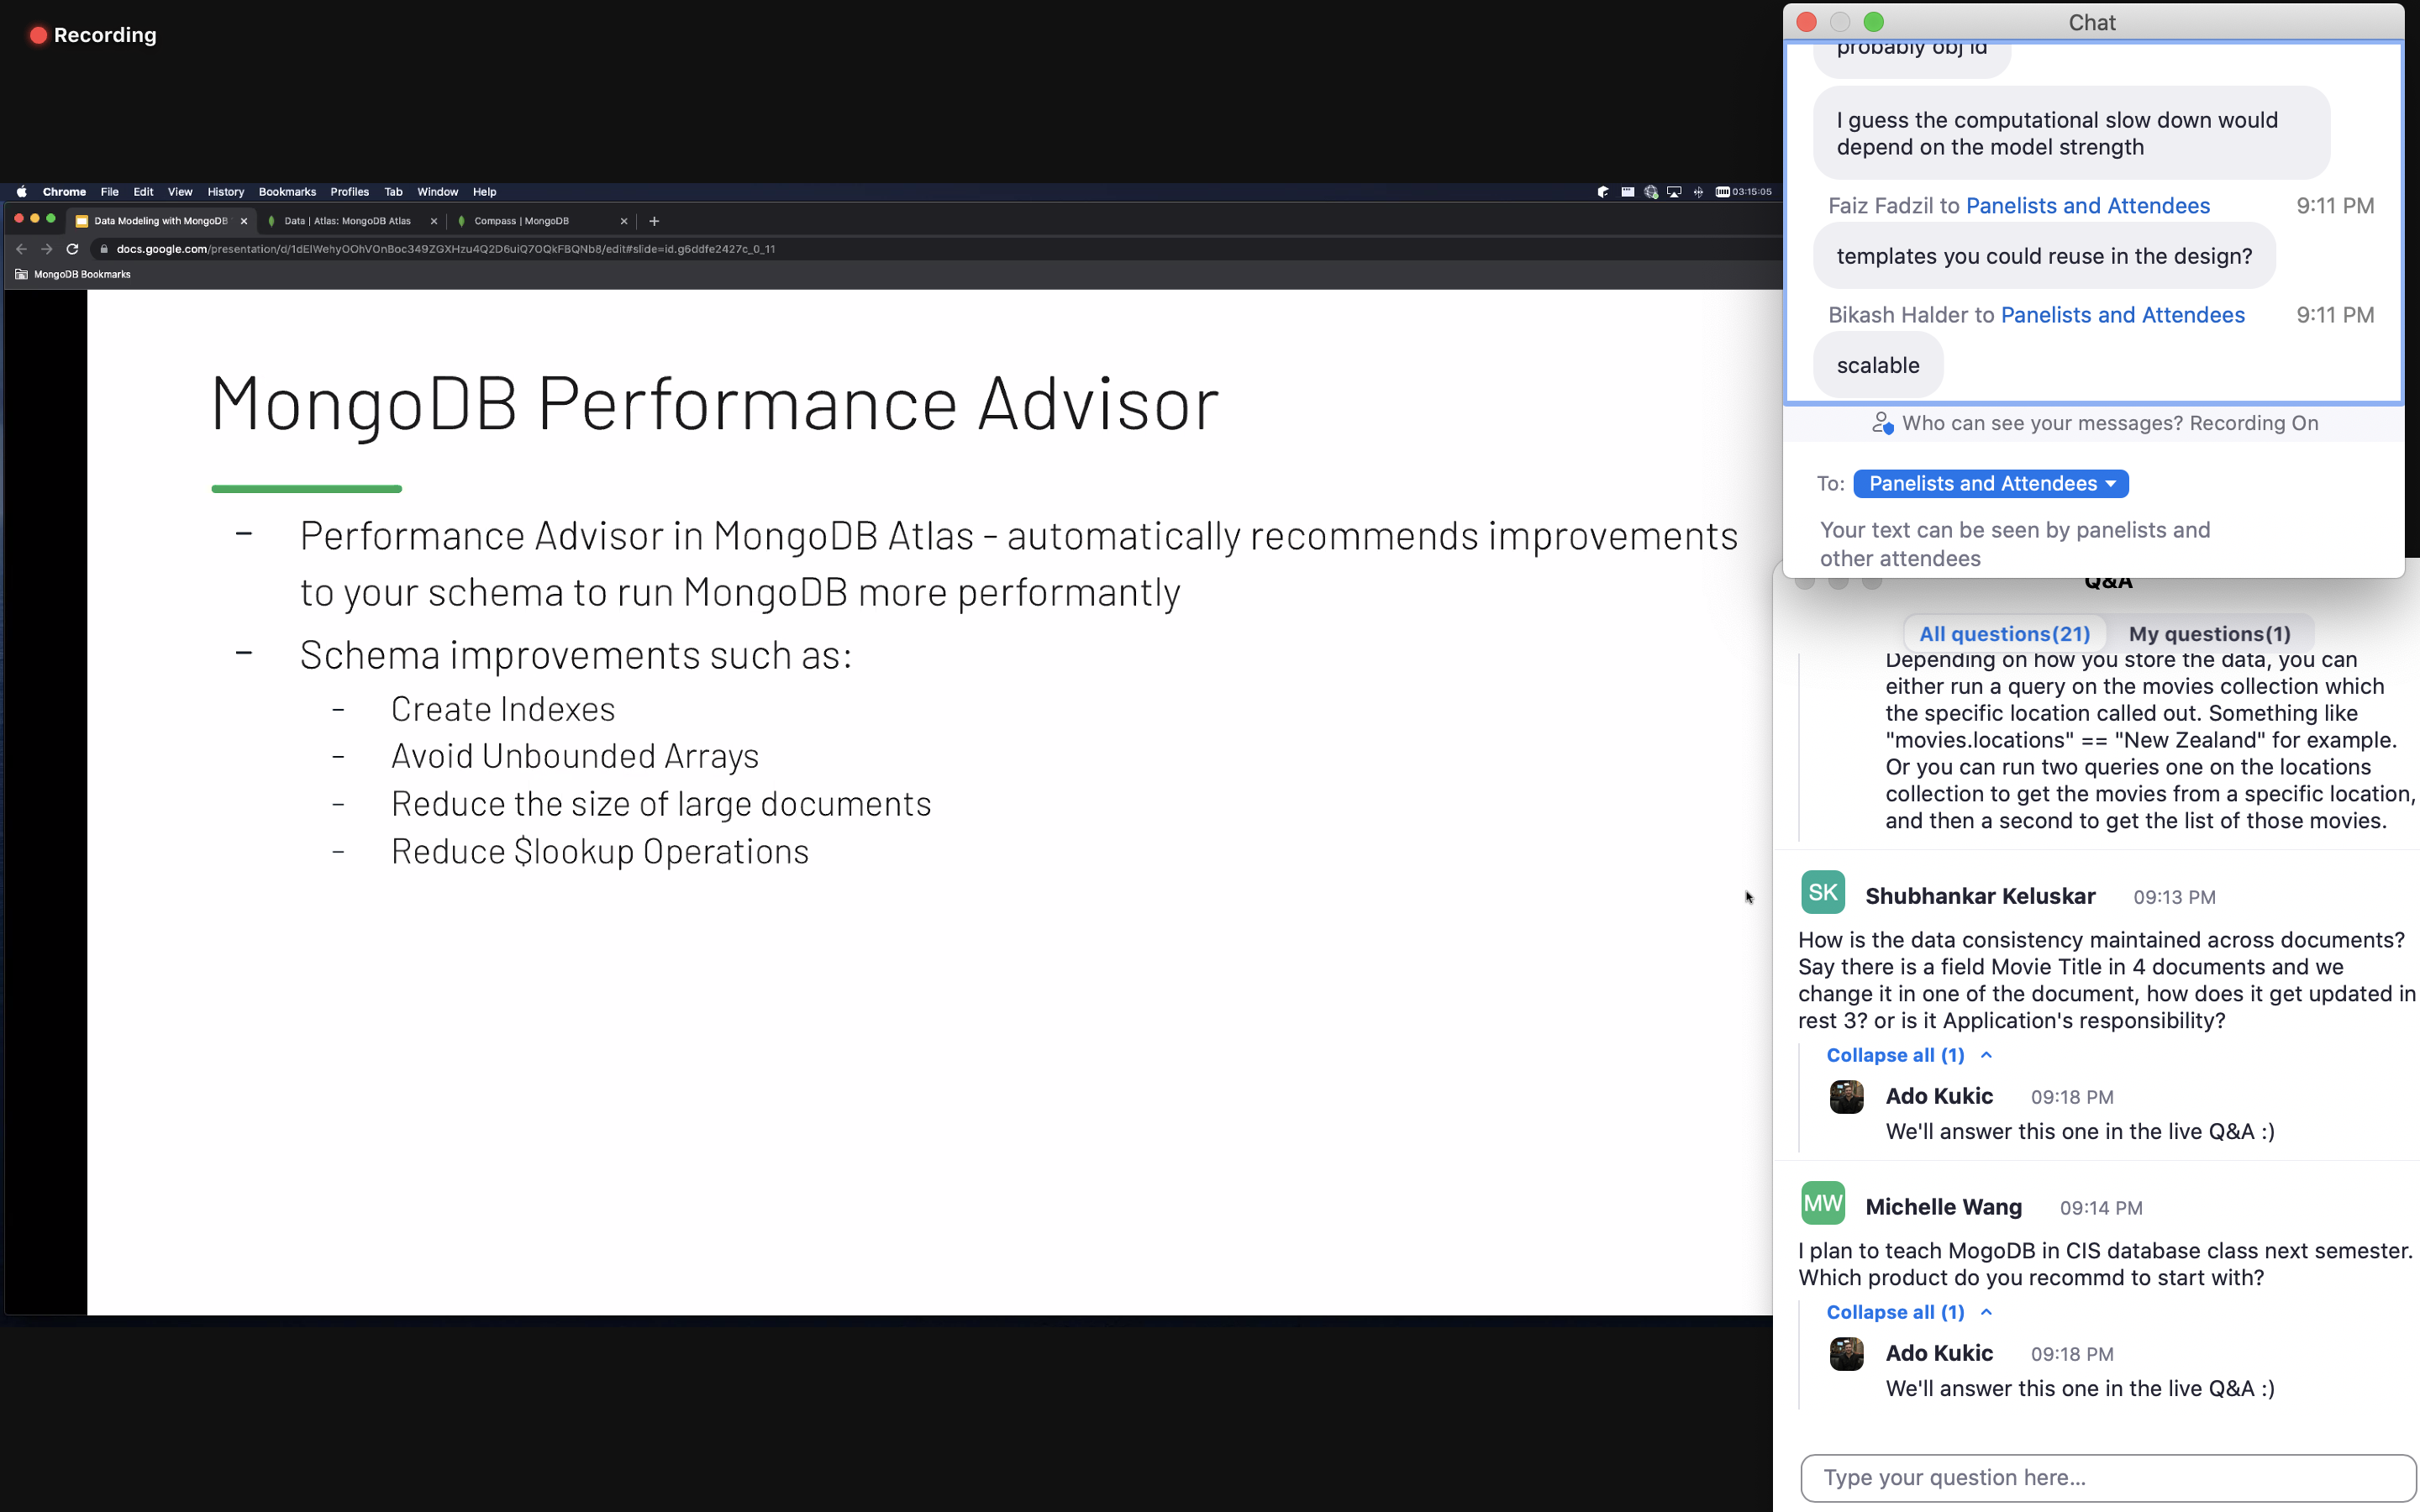 Recording
Chrome File Edit View History Bookmarks Profiles Tab Window Help
03:15:05
Data Modeling with MongoDB
Data | Atlas: MongoDB Atlas
Compass | MongoDB
MongoDB Bookmarks
MongoDB Performance Advisor
- Performance Advisor in MongoDB Atlas - automatically recommends improvements
to your schema to run MongoDB more performantly
- Schema improvements such as:
- Create Indexes
- Avoid Unbounded Arrays
- Reduce the size of large documents
- Reduce $lookup Operations
Chat
probably obj id
I guess the computational slow down would
depend on the model strength
Faiz Fadzil to Panelists and Attendees 9:11 PM
templates you could reuse in the design?
Bikash Halder to Panelists and Attendees 9:11 PM
scalable
Who can see your messages? Recording On
To: Panelists and Attendees
Your text can be seen by panelists and
other attendees
Q&A
All questions(21) My questions(1)
Depending on how you store the data, you can
either run a query on the movies collection which
the specific location called out. Something like
"movies.locations" == "New Zealand" for example.
Or you can run two queries one on the locations
collection to get the movies from a specific location,
and then a second to get the list of those movies.
SK Shubhankar Keluskar 09:13 PM
How is the data consistency maintained across documents?
Say there is a field Movie Title in 4 documents and we
change it in one of the document, how does it get updated in
rest 3? or is it Application's responsibility?
Collapse all (1)
Ado Kukic 09:18 PM
We'll answer this one in the live Q&A :)
MW Michelle Wang 09:14 PM
I plan to teach MogoDB in CIS database class next semester.
Which product do you recommd to start with?
Collapse all (1)
Ado Kukic 09:18 PM
We'll answer this one in the live Q&A :)
Type your question here...